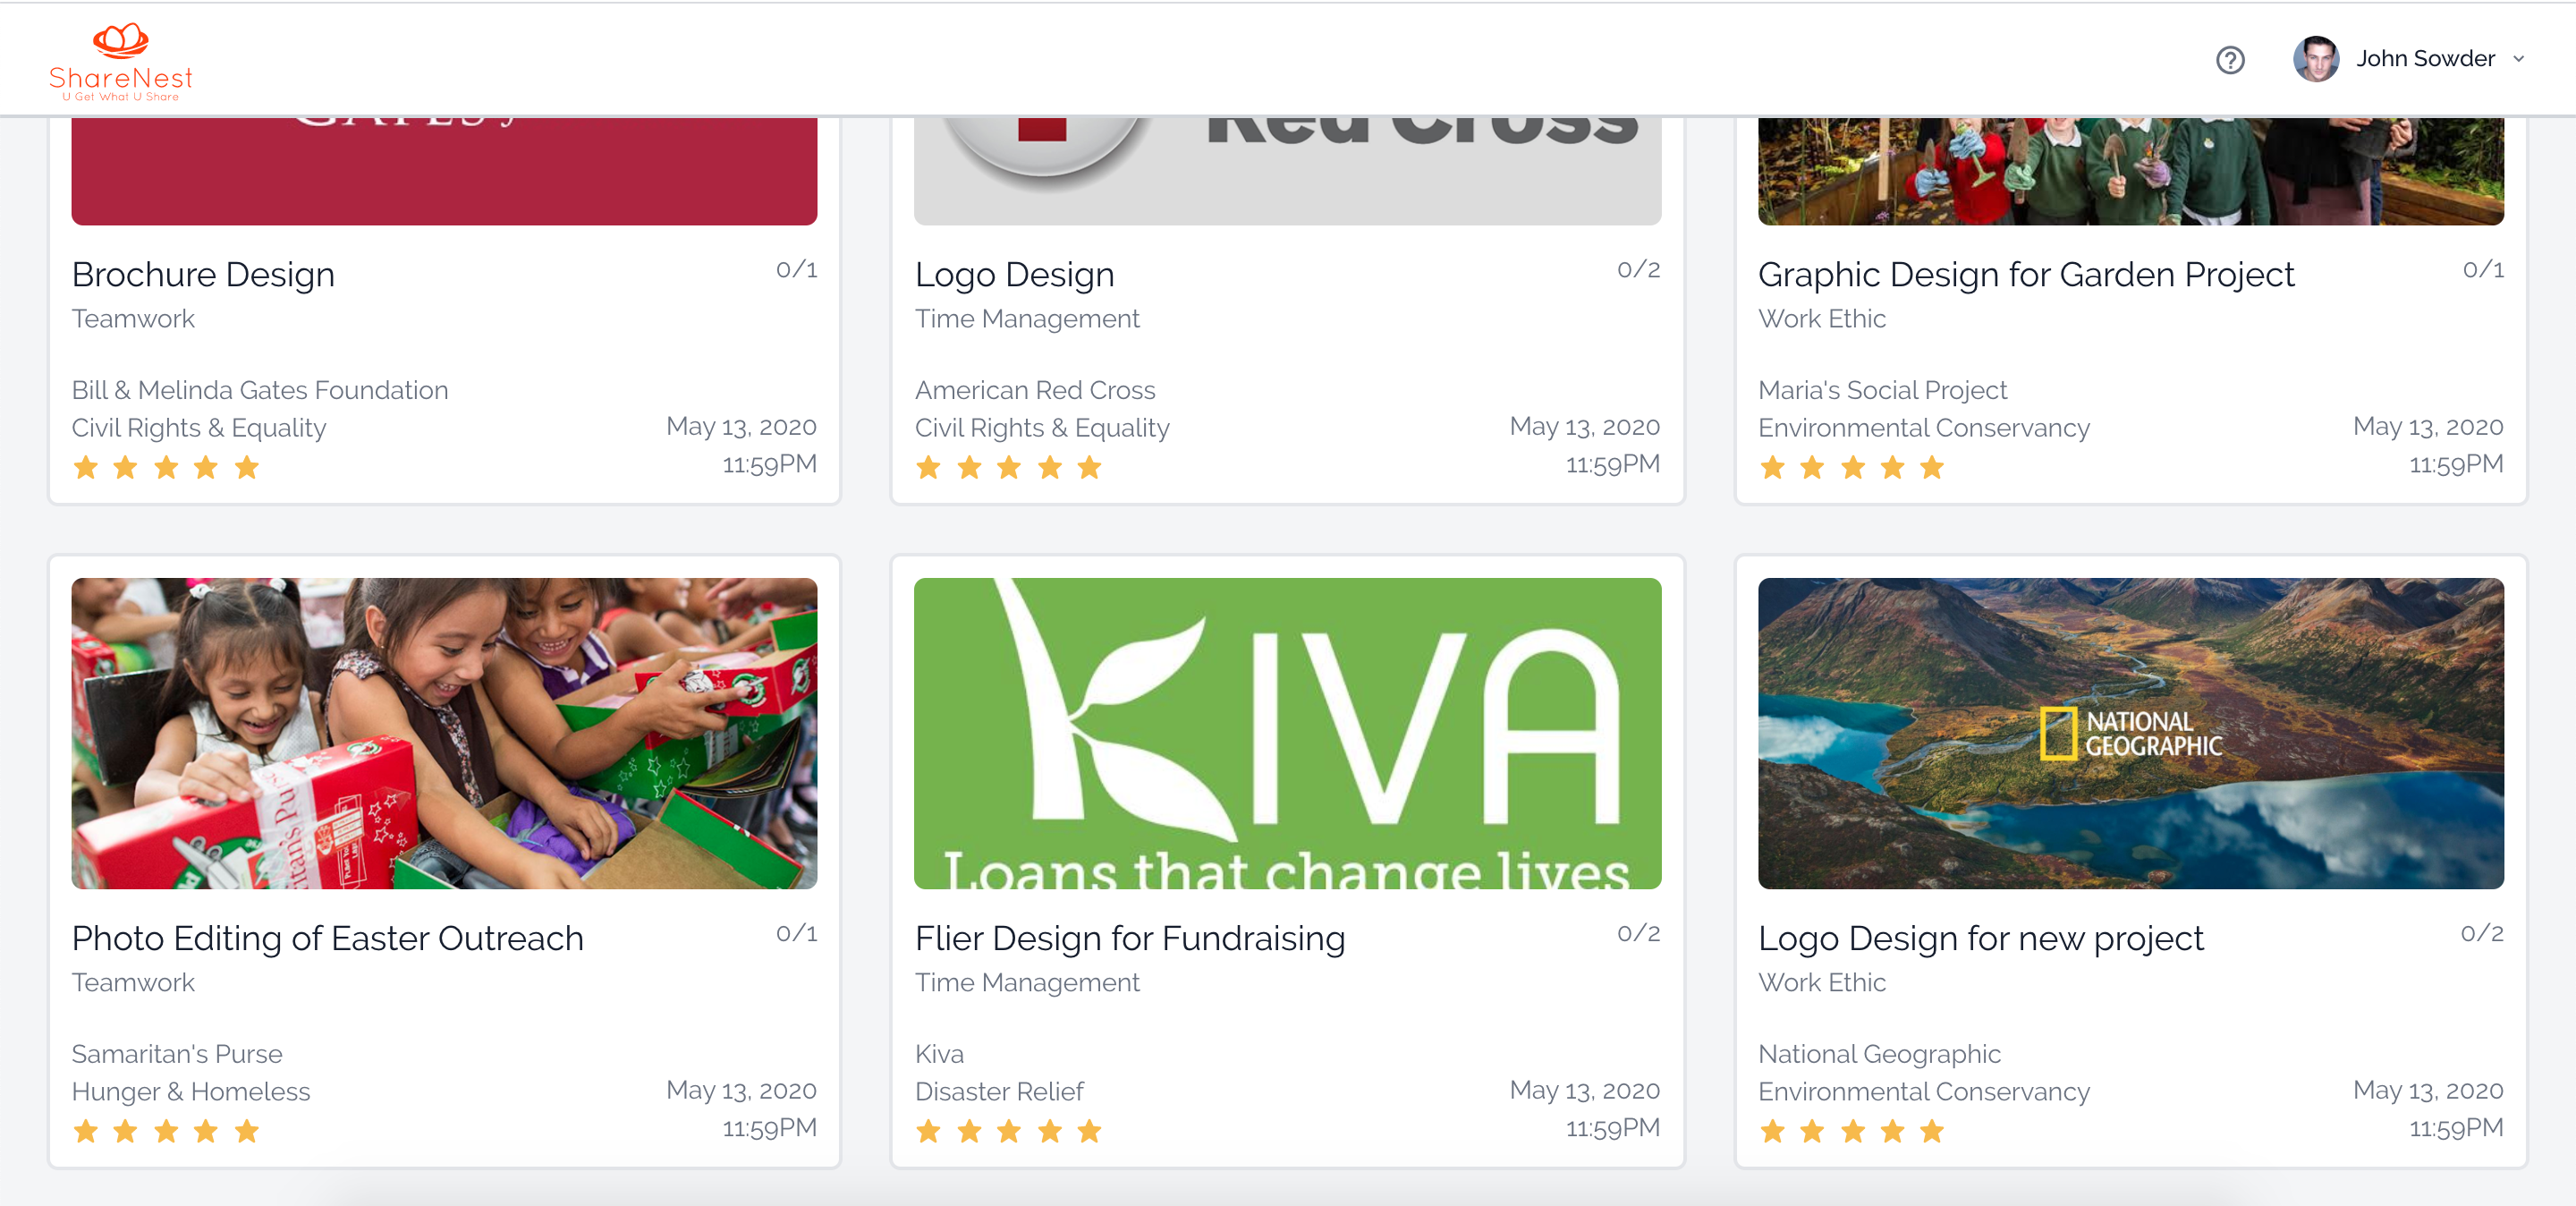 ShareNest
U Get What U Share
John Sowder
Red Cross
Brochure Design
0/1
Teamwork
Bill & Melinda Gates Foundation
Civil Rights & Equality
May 13, 2020
11:59PM
Logo Design
0/2
Time Management
American Red Cross
Civil Rights & Equality
May 13, 2020
11:59PM
Graphic Design for Garden Project
0/1
Work Ethic
Maria's Social Project
Environmental Conservancy
May 13, 2020
11:59PM
Photo Editing of Easter Outreach
0/1
Teamwork
Samaritan's Purse
Hunger & Homeless
May 13, 2020
11:59PM
KIVA
Loans that change lives
Flier Design for Fundraising
0/2
Time Management
Kiva
Disaster Relief
May 13, 2020
11:59PM
NATIONAL
GEOGRAPHIC
Logo Design for new project
0/2
Work Ethic
National Geographic
Environmental Conservancy
May 13, 2020
11:59PM